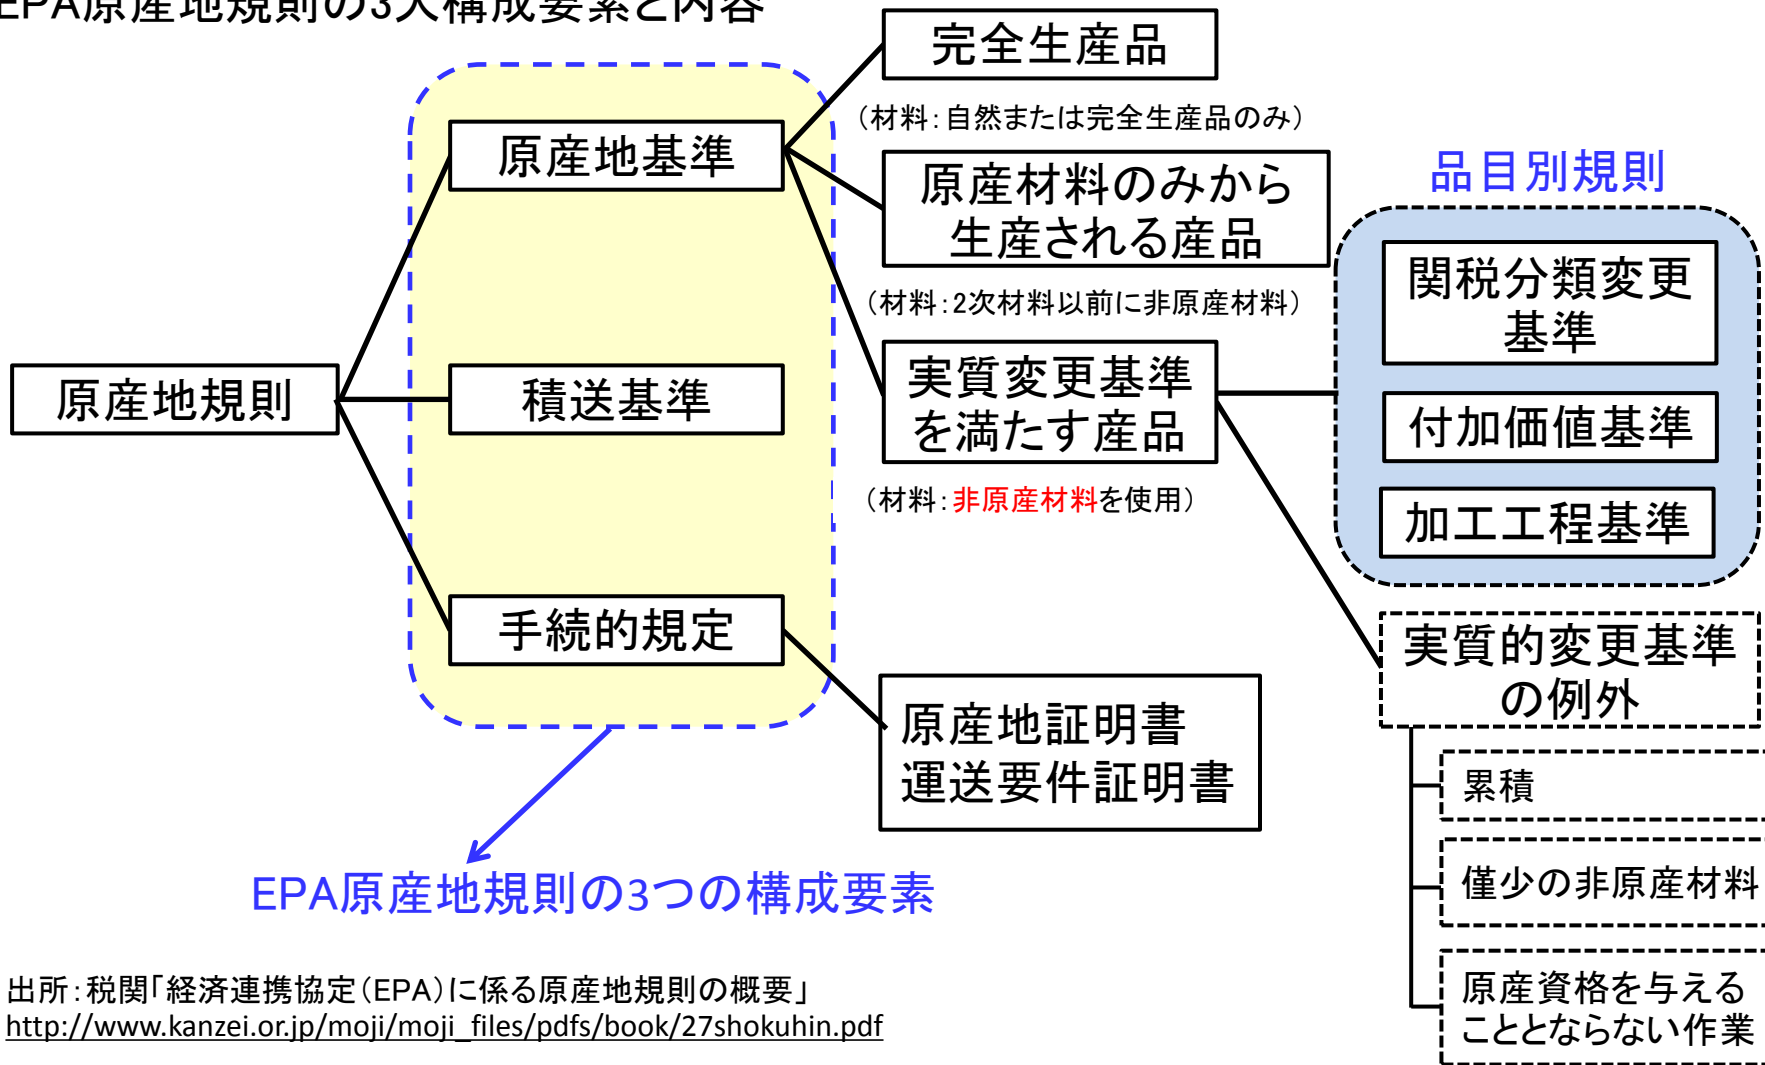 EPA原産地規則の3大構成要素と内容
完全生産品
(材料:自然または完全生産品のみ)
原産地基準
原産材料のみから
生産される産品
(材料:2次材料以前に非原産材料)
品目別規則
関税分類変更
基準
付加価値基準
加工工程基準
原産地規則
積送基準
実質変更基準
を満たす産品
(材料:非原産材料を使用)
手続的規定
原産地証明書
運送要件証明書
実質的変更基準
の例外
累積
僅少の非原産材料
原産資格を与える
こととならない作業
EPA原産地規則の3つの構成要素
出所:税関「経済連携協定(EPA)に係る原産地規則の概要」
http://www.kanzei.or.jp/moji/moji_files/pdfs/book/27shokuhin.pdf